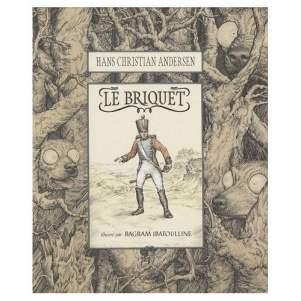 HANS CHRISTIAN ANDERSEN
LE BRIQUET
illustré par BAGRAM IBATOULLINE